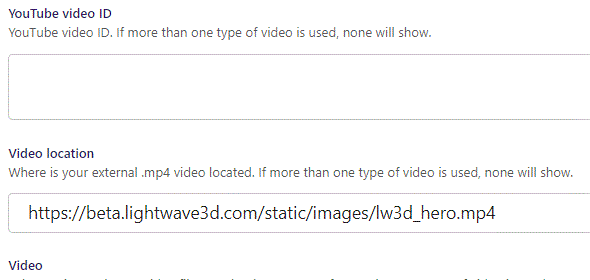 YouTube video ID
YouTube video ID. If more than one type of video is used, none will show.
Video location
Where is your external .mp4 video located. If more than one type of video is used, none will show.
https://beta.lightwave3d.com/static/images/lw3d_hero.mp4
Video